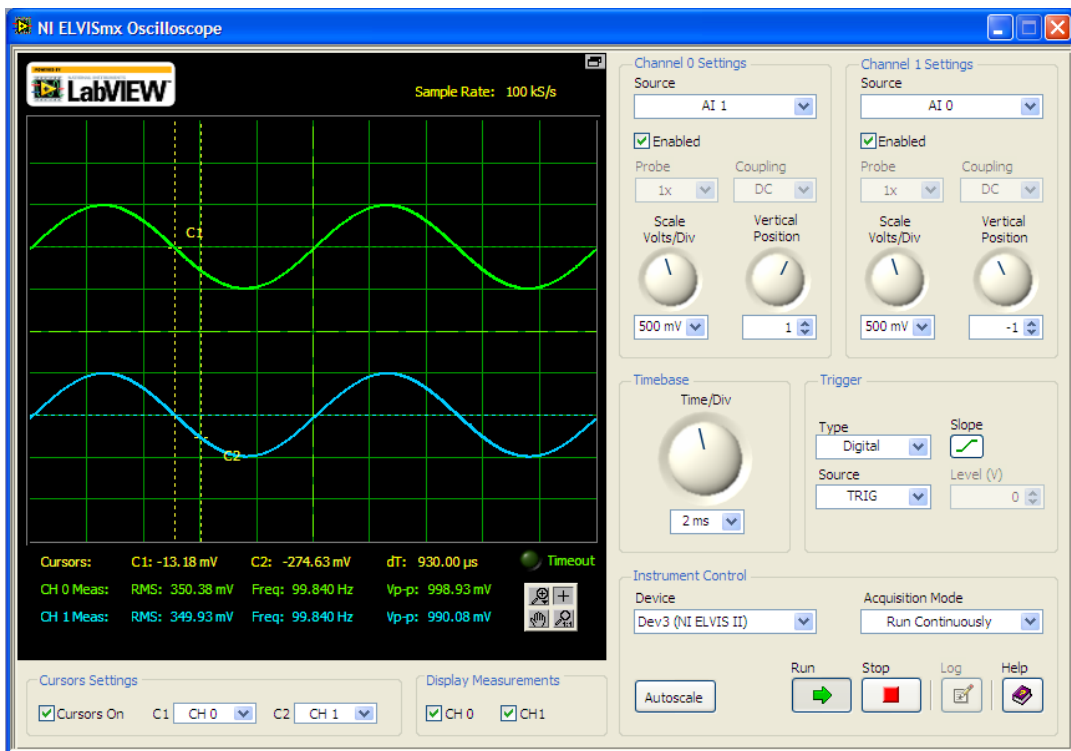 NI ELVISmx Oscilloscope
POWERED BY
LabVIEW
Sample Rate: 100 kS/s
C1
C2
Cursors: C1: -13.18 mV C2: -274.63 mV dT: 930.00 µs Timeout
CH 0 Meas: RMS: 350.38 mV Freq: 99.840 Hz Vp-p: 998.93 mV
CH 1 Meas: RMS: 349.93 mV Freq: 99.840 Hz Vp-p: 990.08 mV
Cursors Settings
Cursors On C1 CH 0 C2 CH 1
Display Measurements
CH 0 CH1
Channel 0 Settings
Source
AI 1
Enabled
Probe Coupling
1x DC
Scale Vertical
Volts/Div Position
500 mV 1
Channel 1 Settings
Source
AI 0
Enabled
Probe Coupling
1x DC
Scale Vertical
Volts/Div Position
500 mV -1
Timebase
Time/Div
2 ms
Trigger
Type Slope
Digital
Source Level (V)
TRIG 0
Instrument Control
Device Acquisition Mode
Dev3 (NI ELVIS II) Run Continuously
Run Stop Log Help
Autoscale